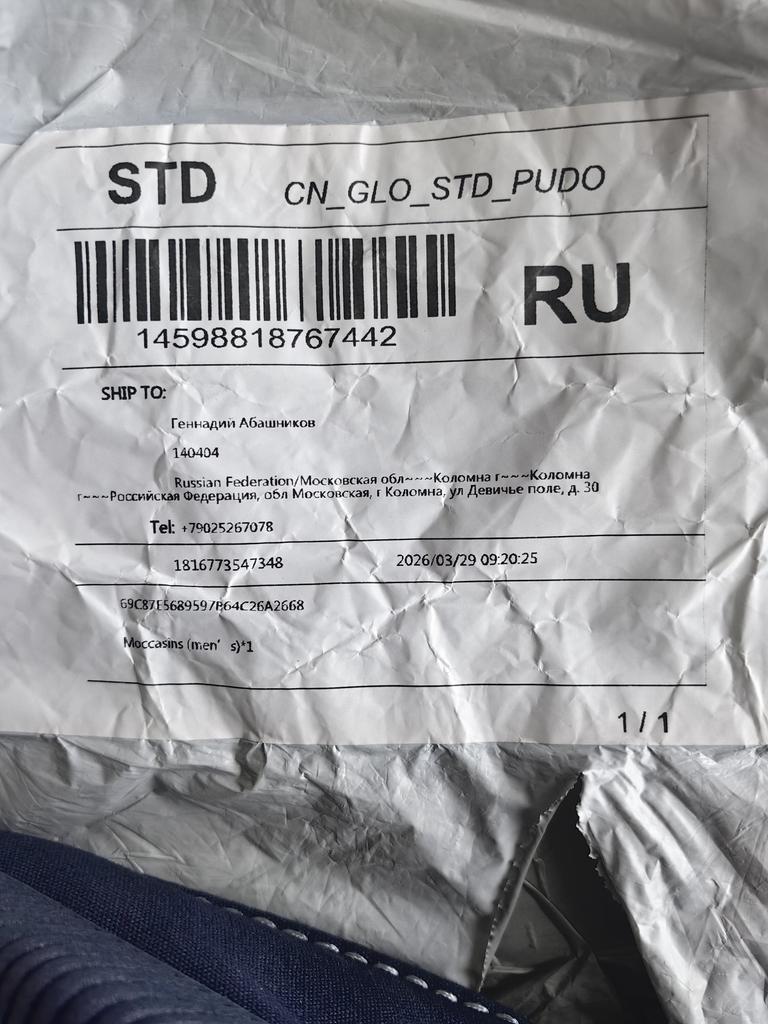 STD CN_GLO_STD_PUDO
14598818767442
RU
SHIP TO:
Геннадий Абашников
140404
Russian Federation/Московская обл~~~Коломна г~~~Коломна
г~~~Российская Федерация, обл Московская, г Коломна, ул Девичье поле, д. 30
Tel: +79025267078
1816773547348 2026/03/29 09:20:25
69C87E5689597B64C26A2668
Moccasins (men’ s)*1
1 / 1